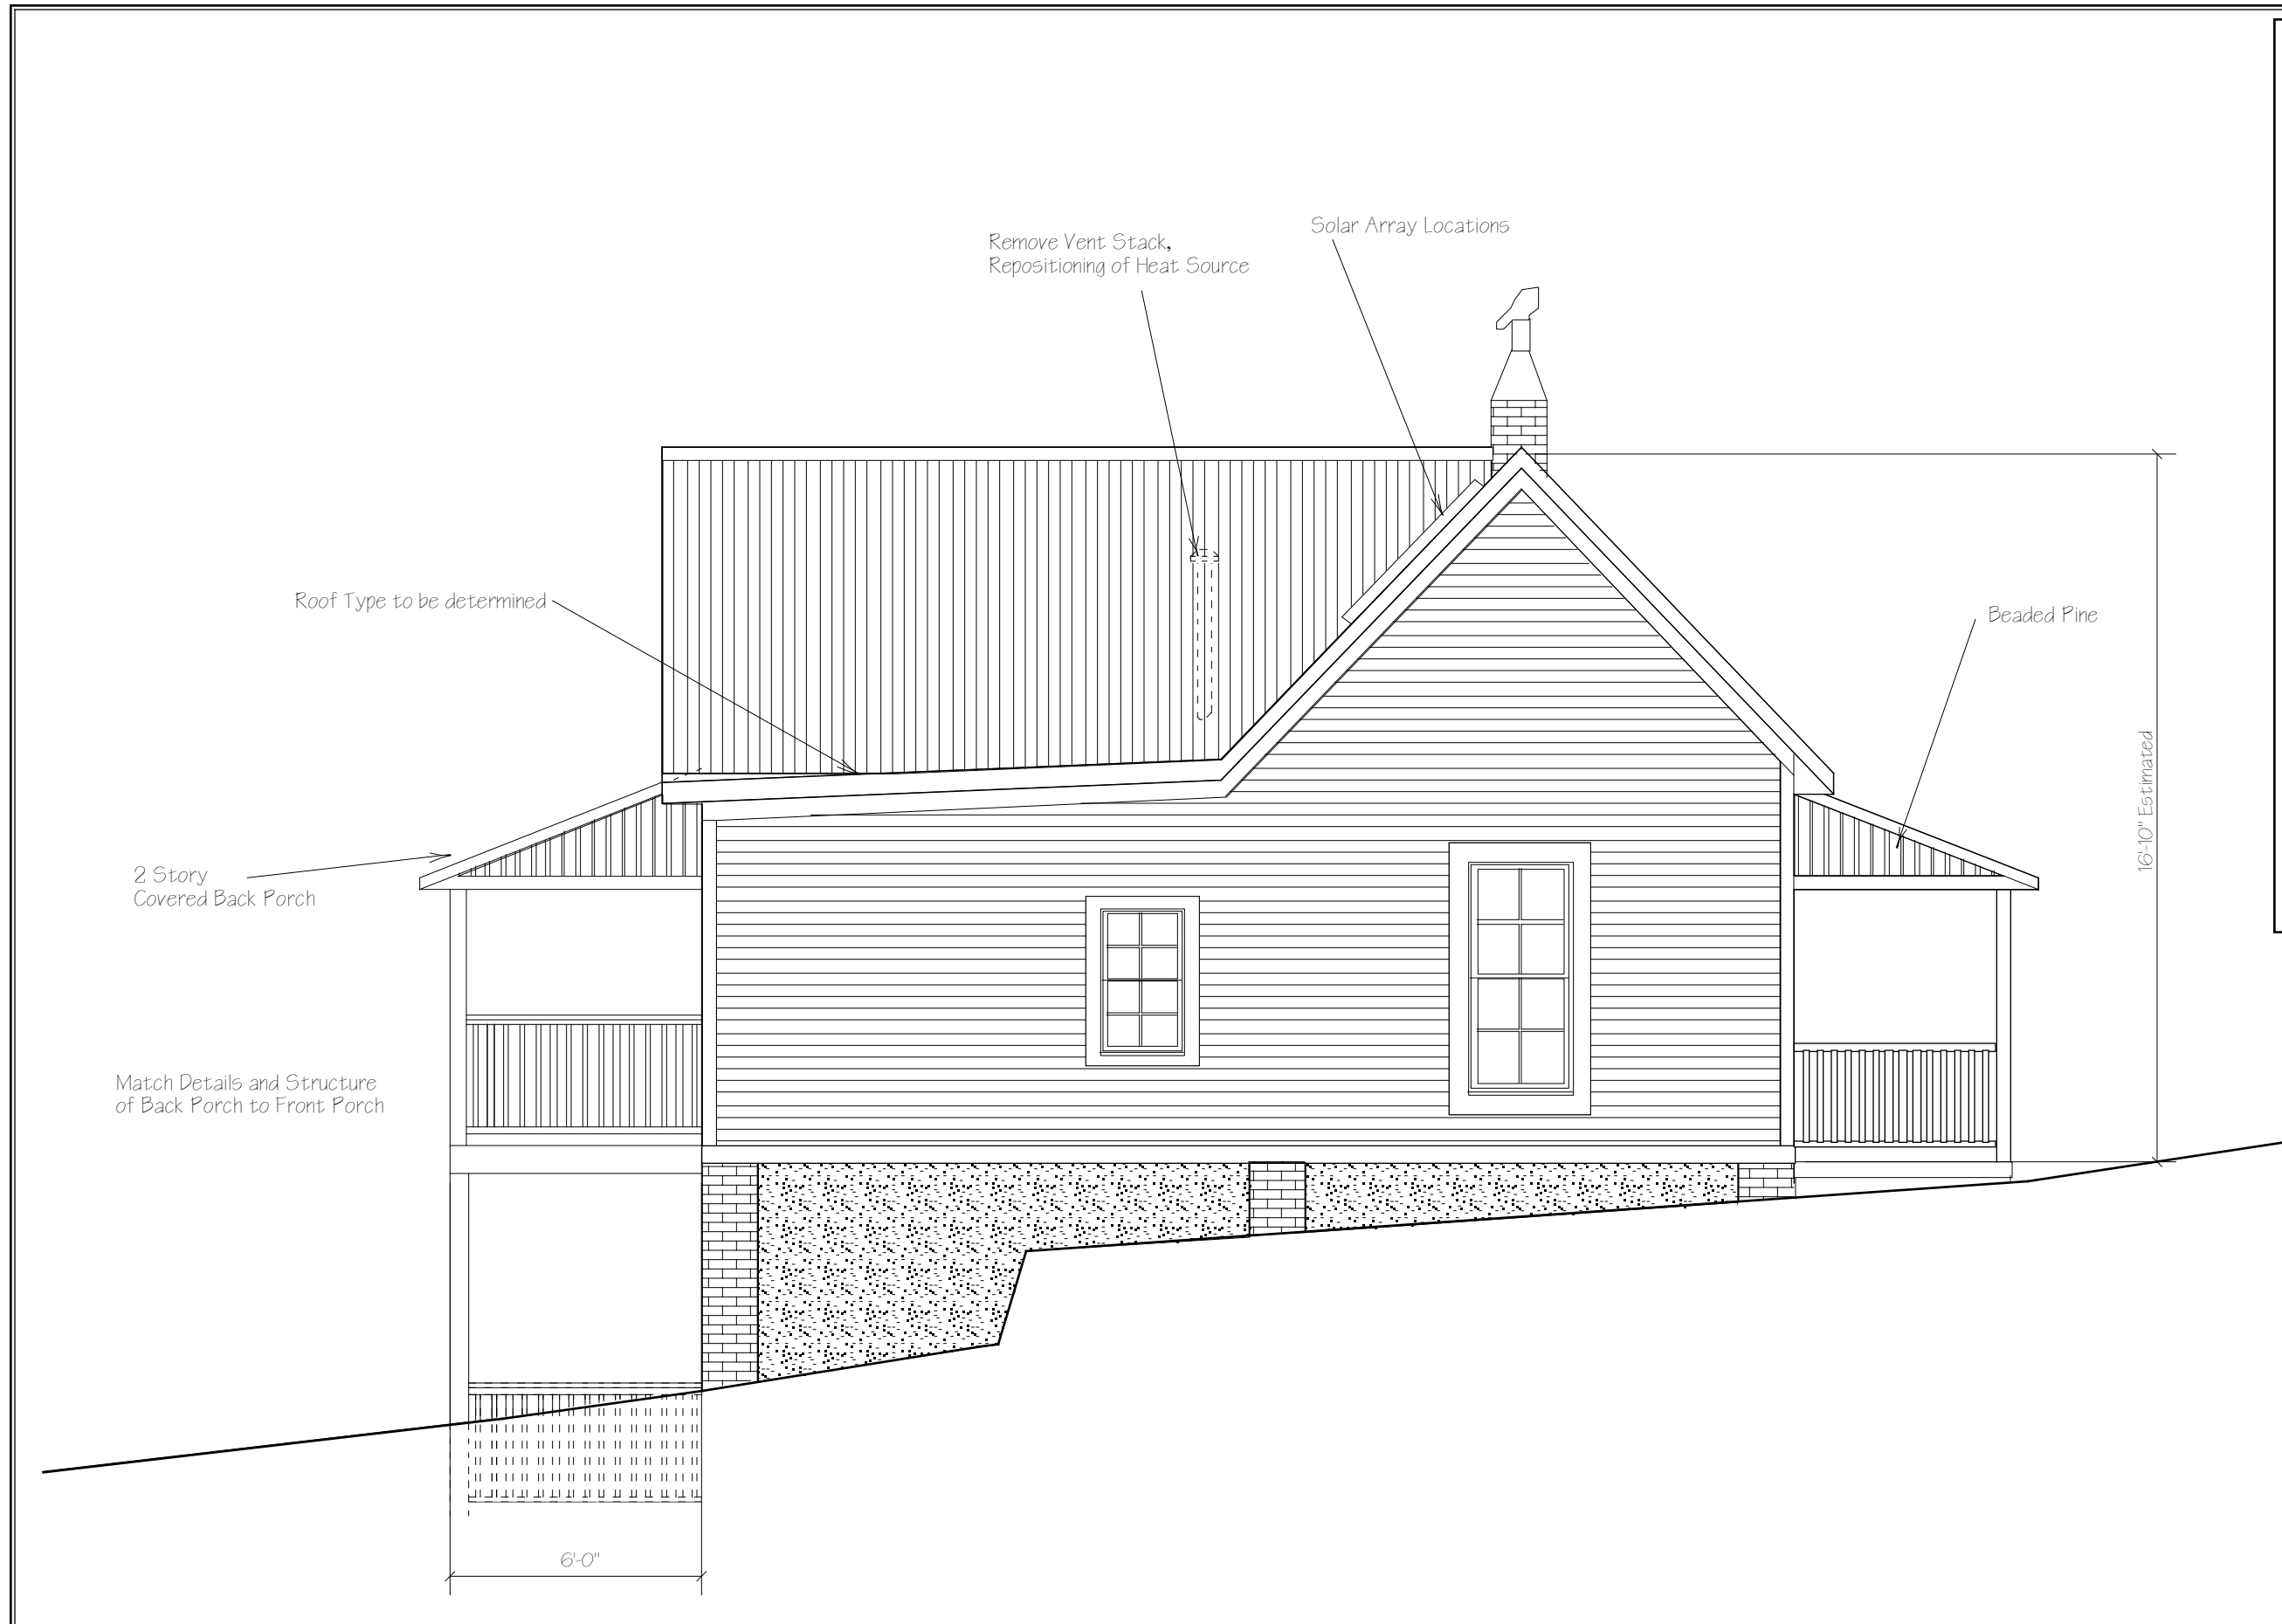 Solar Array Locations
Remove Vent Stack,
Repositioning of Heat Source
Roof Type to be determined
Beaded Pine
16'-10" Estimated
2 Story
Covered Back Porch
Match Details and Structure
of Back Porch to Front Porch
6'-0"